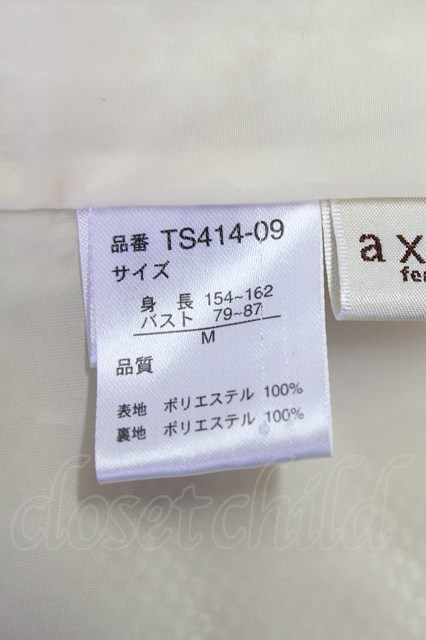 品番 TS414-09
サイズ
身 長 154~162
バスト 79~87
M
品質
表地 ポリエステル 100%
裏地 ポリエステル 100%
closet child